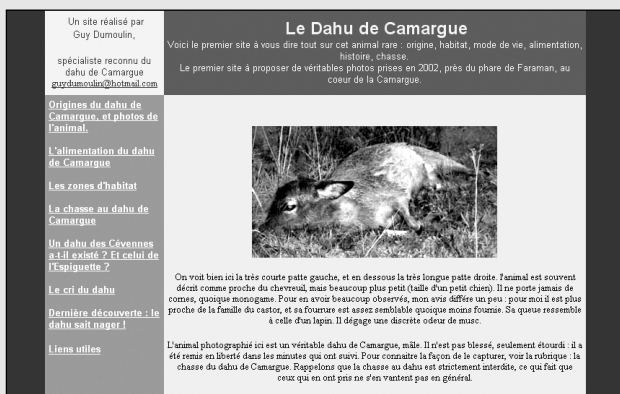 Un site réalisé par
Guy Dumoulin,
spécialiste reconnu du
dahu de Camargue
guydumoulin@hotmail.com
Le Dahu de Camargue
Voici le premier site à vous dire tout sur cet animal rare : origine, habitat, mode de vie, alimentation,
histoire, chasse.
Le premier site à proposer de véritables photos prises en 2002, près du phare de Faraman, au
coeur de la Camargue.
Origines du dahu de
Camargue, et photos de
l'animal.
L'alimentation du dahu
de Camargue
Les zones d'habitat
La chasse au dahu de
Camargue
Un dahu des Cévennes
a-t-il existé ? Et celui de
l'Espiguette ?
Le cri du dahu
Dernière découverte : le
dahu sait nager !
Liens utiles
On voit bien ici la très courte patte gauche, et en dessous la très longue patte droite. l'animal est souvent
décrit comme proche du chevreuil, mais beaucoup plus petit (taille d'un petit chien). Il ne porte jamais de
cornes, quoique monogame. Pour en avoir beaucoup observés, mon avis différe un peu : pour moi il est plus
proche de la famille du castor, et sa fourrure est assez semblable quoique moins fournie. Sa queue ressemble
à celle d'un lapin. Il dégage une discrète odeur de musc.
L'animal photographié ici est un véritable dahu de Camargue, mâle. Il n'est pas blessé, seulement étourdi : il a
été remis en liberté dans les minutes qui ont suivi. Pour connaitre la façon de le capturer, voir la rubrique : la
chasse du dahu de Camargue. Rappelons que la chasse au dahu est strictement interdite, ce qui fait que
ceux qui en ont pris ne s'en vantent pas en général.